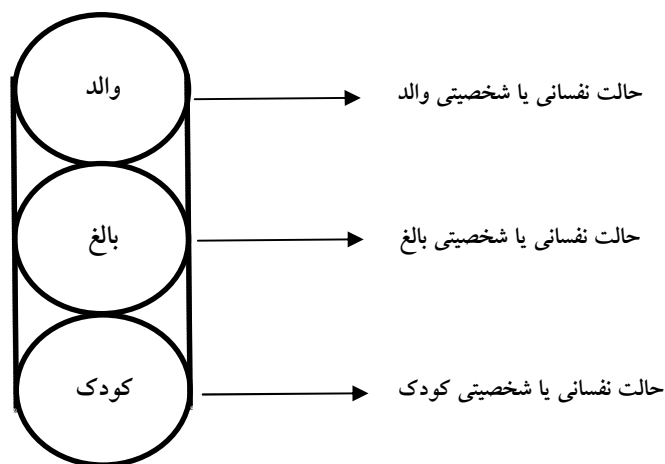 والد
حالت نفسانی یا شخصیتی والد
بالغ
حالت نفسانی یا شخصیتی بالغ
کودک
حالت نفسانی یا شخصیتی کودک